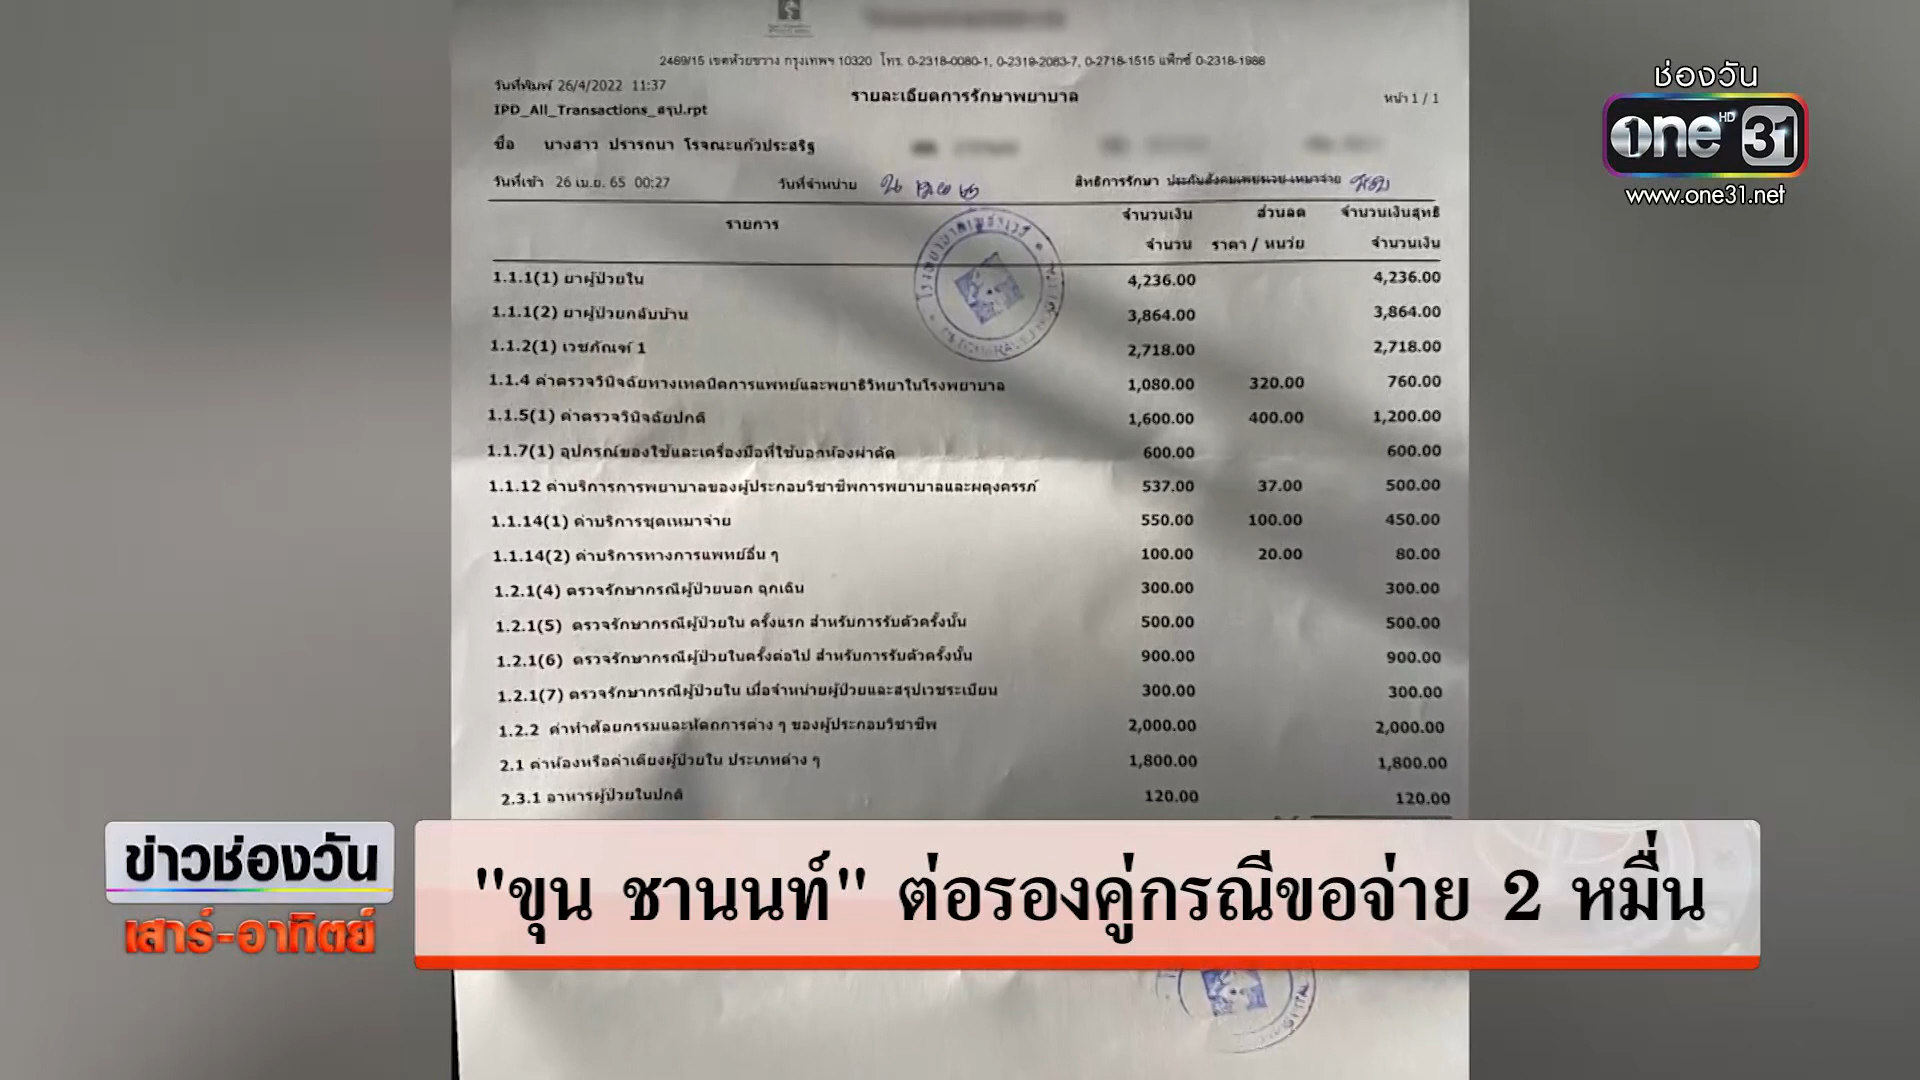 2469/15 เขตห้วยขวาง กรุงเทพฯ 10320 โทร. 0-2318-0080-1, 0-2319-2083-7, 0-2718-1515 แฟ็กซ์ 0-2318-1986
วันที่พิมพ์ 26/4/2022 11:37
รายละเอียดการรักษาพยาบาล
หน้า 1 / 1
IPD_All_Transactions_สรุป.rpt
ชื่อ นางสาว ปรารถนา โรจณะแก้วประสริฐ
วันที่เข้า 26 เม.ย. 65 00:27 วันที่จำหน่าย สิทธิการรักษา
รายการ จำนวนเงิน ส่วนลด จำนวนเงินสุทธิ
จำนวน ราคา / หน่วย จำนวนเงิน
1.1.1(1) ยาผู้ป่วยใน 4,236.00 4,236.00
1.1.1(2) ยาผู้ป่วยกลับบ้าน 3,864.00 3,864.00
1.1.2(1) เวชภัณฑ์ 1 2,718.00 2,718.00
1.1.4 ค่าตรวจวินิจฉัยทางเทคนิคการแพทย์และพยาธิวิทยาในโรงพยาบาล 1,080.00 320.00 760.00
1.1.5(1) ค่าตรวจวินิจฉัยปกติ 1,600.00 400.00 1,200.00
1.1.7(1) อุปกรณ์ของใช้และเครื่องมือที่ใช้นอกห้องผ่าตัด 600.00 600.00
1.1.12 ค่าบริการการพยาบาลของผู้ประกอบวิชาชีพการพยาบาลและผดุงครรภ์ 537.00 37.00 500.00
1.1.14(1) ค่าบริการชุดเหมาจ่าย 550.00 100.00 450.00
1.1.14(2) ค่าบริการทางการแพทย์อื่น ๆ 100.00 20.00 80.00
1.2.1(4) ตรวจรักษากรณีผู้ป่วยนอก ฉุกเฉิน 300.00 300.00
1.2.1(5) ตรวจรักษากรณีผู้ป่วยใน ครั้งแรก สำหรับการรับตัวครั้งนั้น 500.00 500.00
1.2.1(6) ตรวจรักษากรณีผู้ป่วยในครั้งต่อไป สำหรับการรับตัวครั้งนั้น 900.00 900.00
1.2.1(7) ตรวจรักษากรณีผู้ป่วยใน เมื่อจำหน่ายผู้ป่วยและสรุปเวชระเบียน 300.00 300.00
1.2.2 ค่าทำศัลยกรรมและหัตถการต่าง ๆ ของผู้ประกอบวิชาชีพ 2,000.00 2,000.00
2.1 ค่าห้องหรือค่าเตียงผู้ป่วยใน ประเภทต่าง ๆ 1,800.00 1,800.00
2.3.1 อาหารผู้ป่วยในปกติ 120.00 120.00
ช่องวัน
one HD 31
www.one31.net
ข่าวช่องวัน
เสาร์-อาทิตย์
"ขุน ชานนท์" ต่อรองคู่กรณีขอจ่าย 2 หมื่น